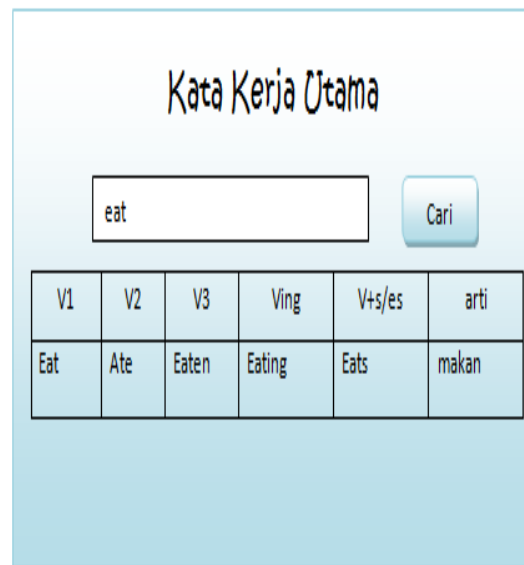 Kata Kerja Utama
eat Cari
V1 V2 V3 Ving V+s/es arti
Eat Ate Eaten Eating Eats makan